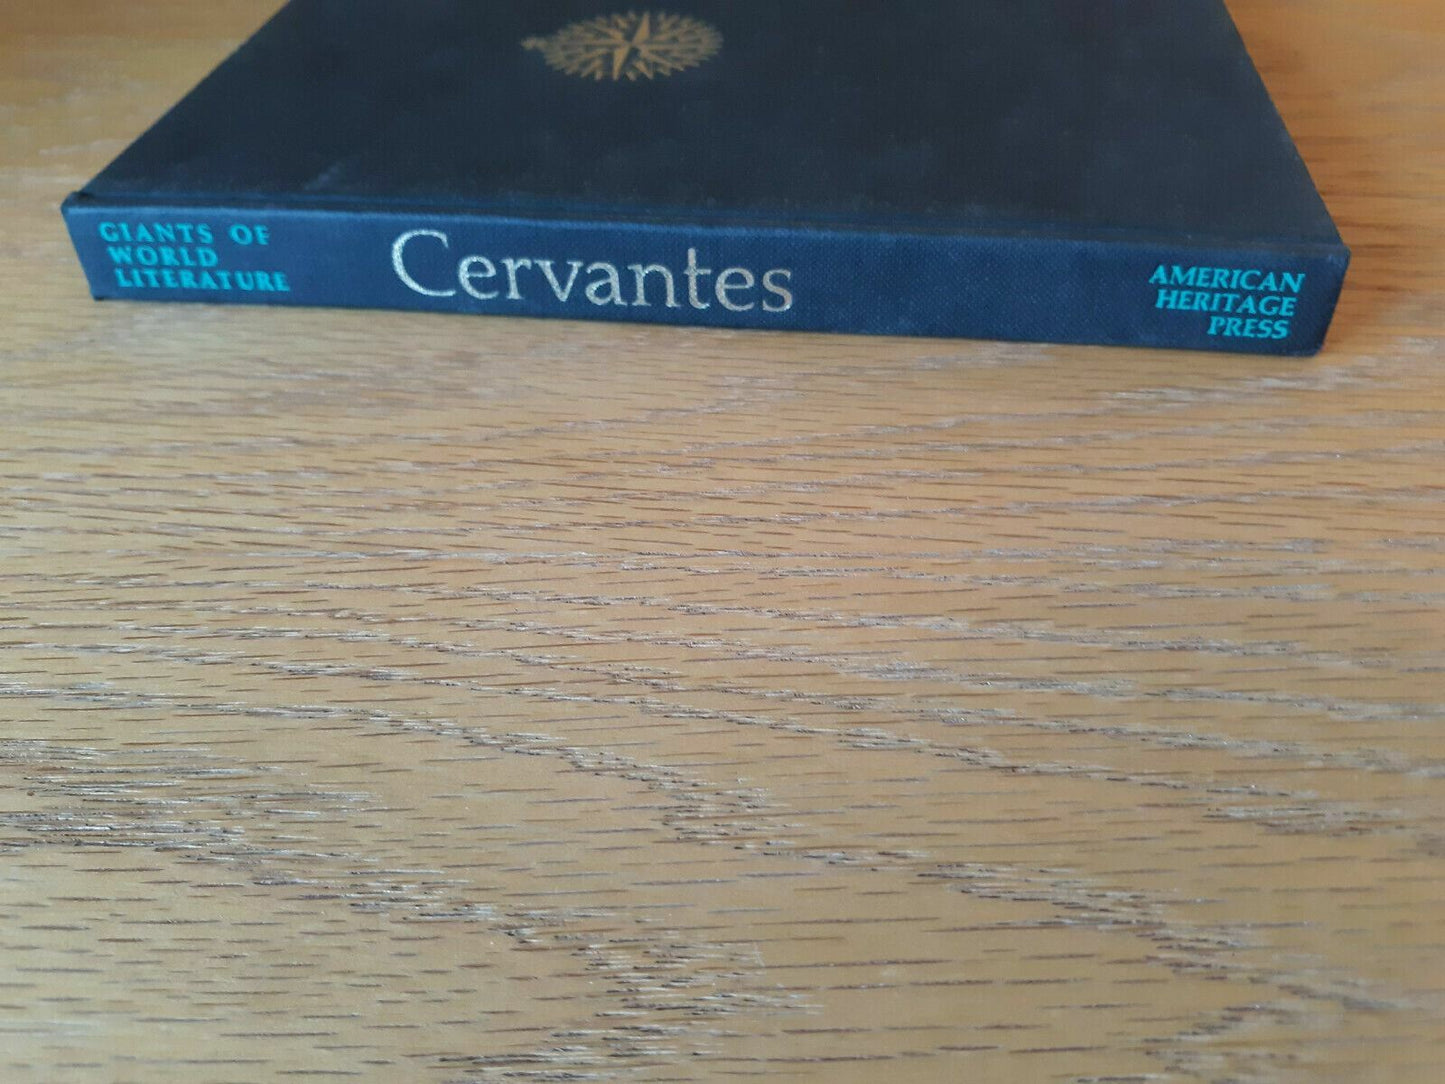 GIANTS OF
WORLD
LITERATURE
Cervantes
AMERICAN
HERITAGE
PRESS